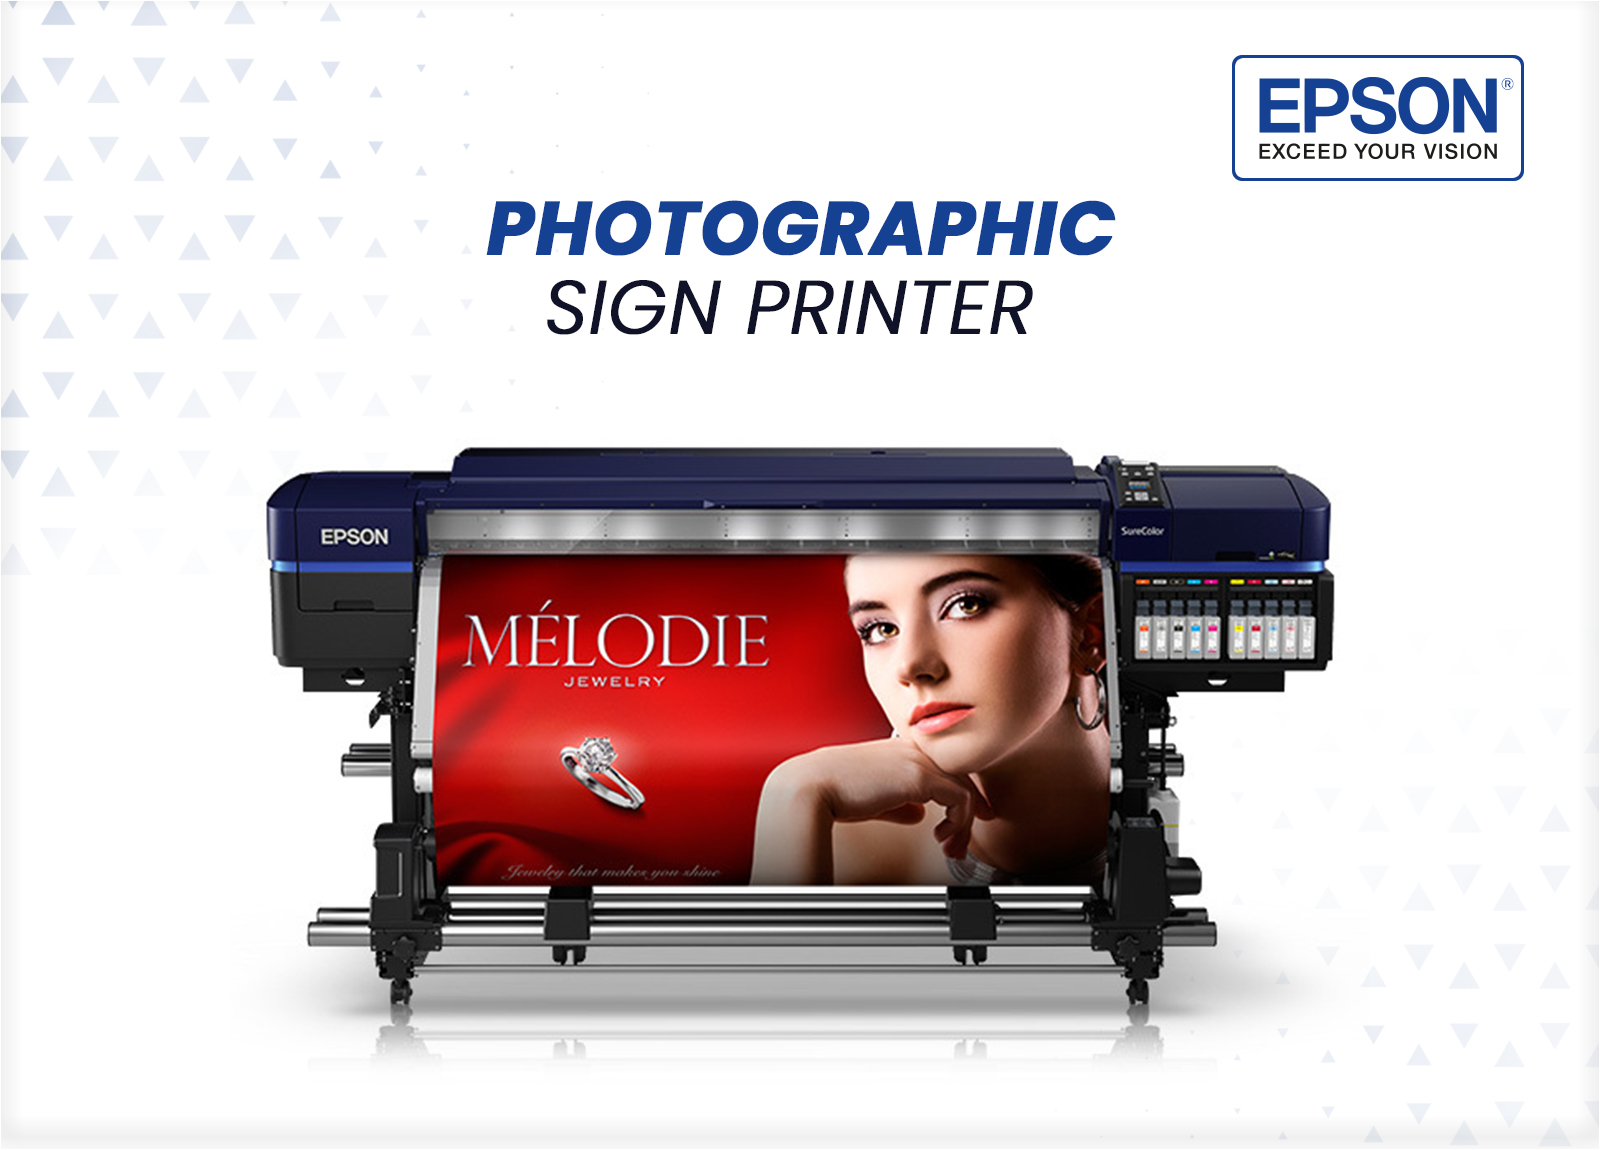 EPSON®
EXCEED YOUR VISION
PHOTOGRAPHIC
SIGN PRINTER
EPSON
SureColor
MÉLODIE
JEWELRY
Jewelry that makes you shine